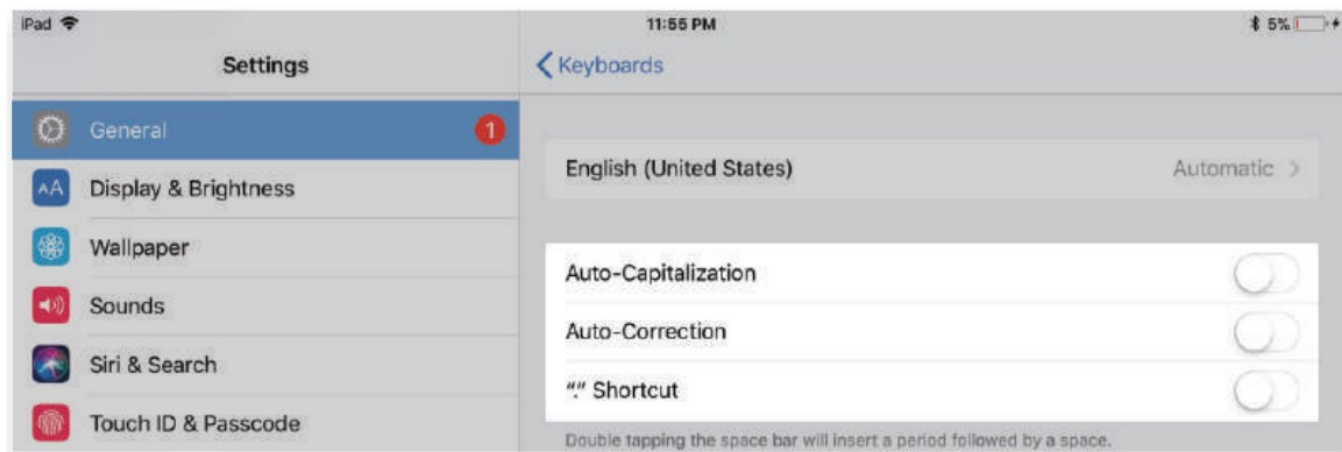 iPad 11:55 PM 5%
Settings
Keyboards
General 1
Display & Brightness
Wallpaper
Sounds
Siri & Search
Touch ID & Passcode
English (United States) Automatic
Auto-Capitalization
Auto-Correction
“.” Shortcut
Double tapping the space bar will insert a period followed by a space.